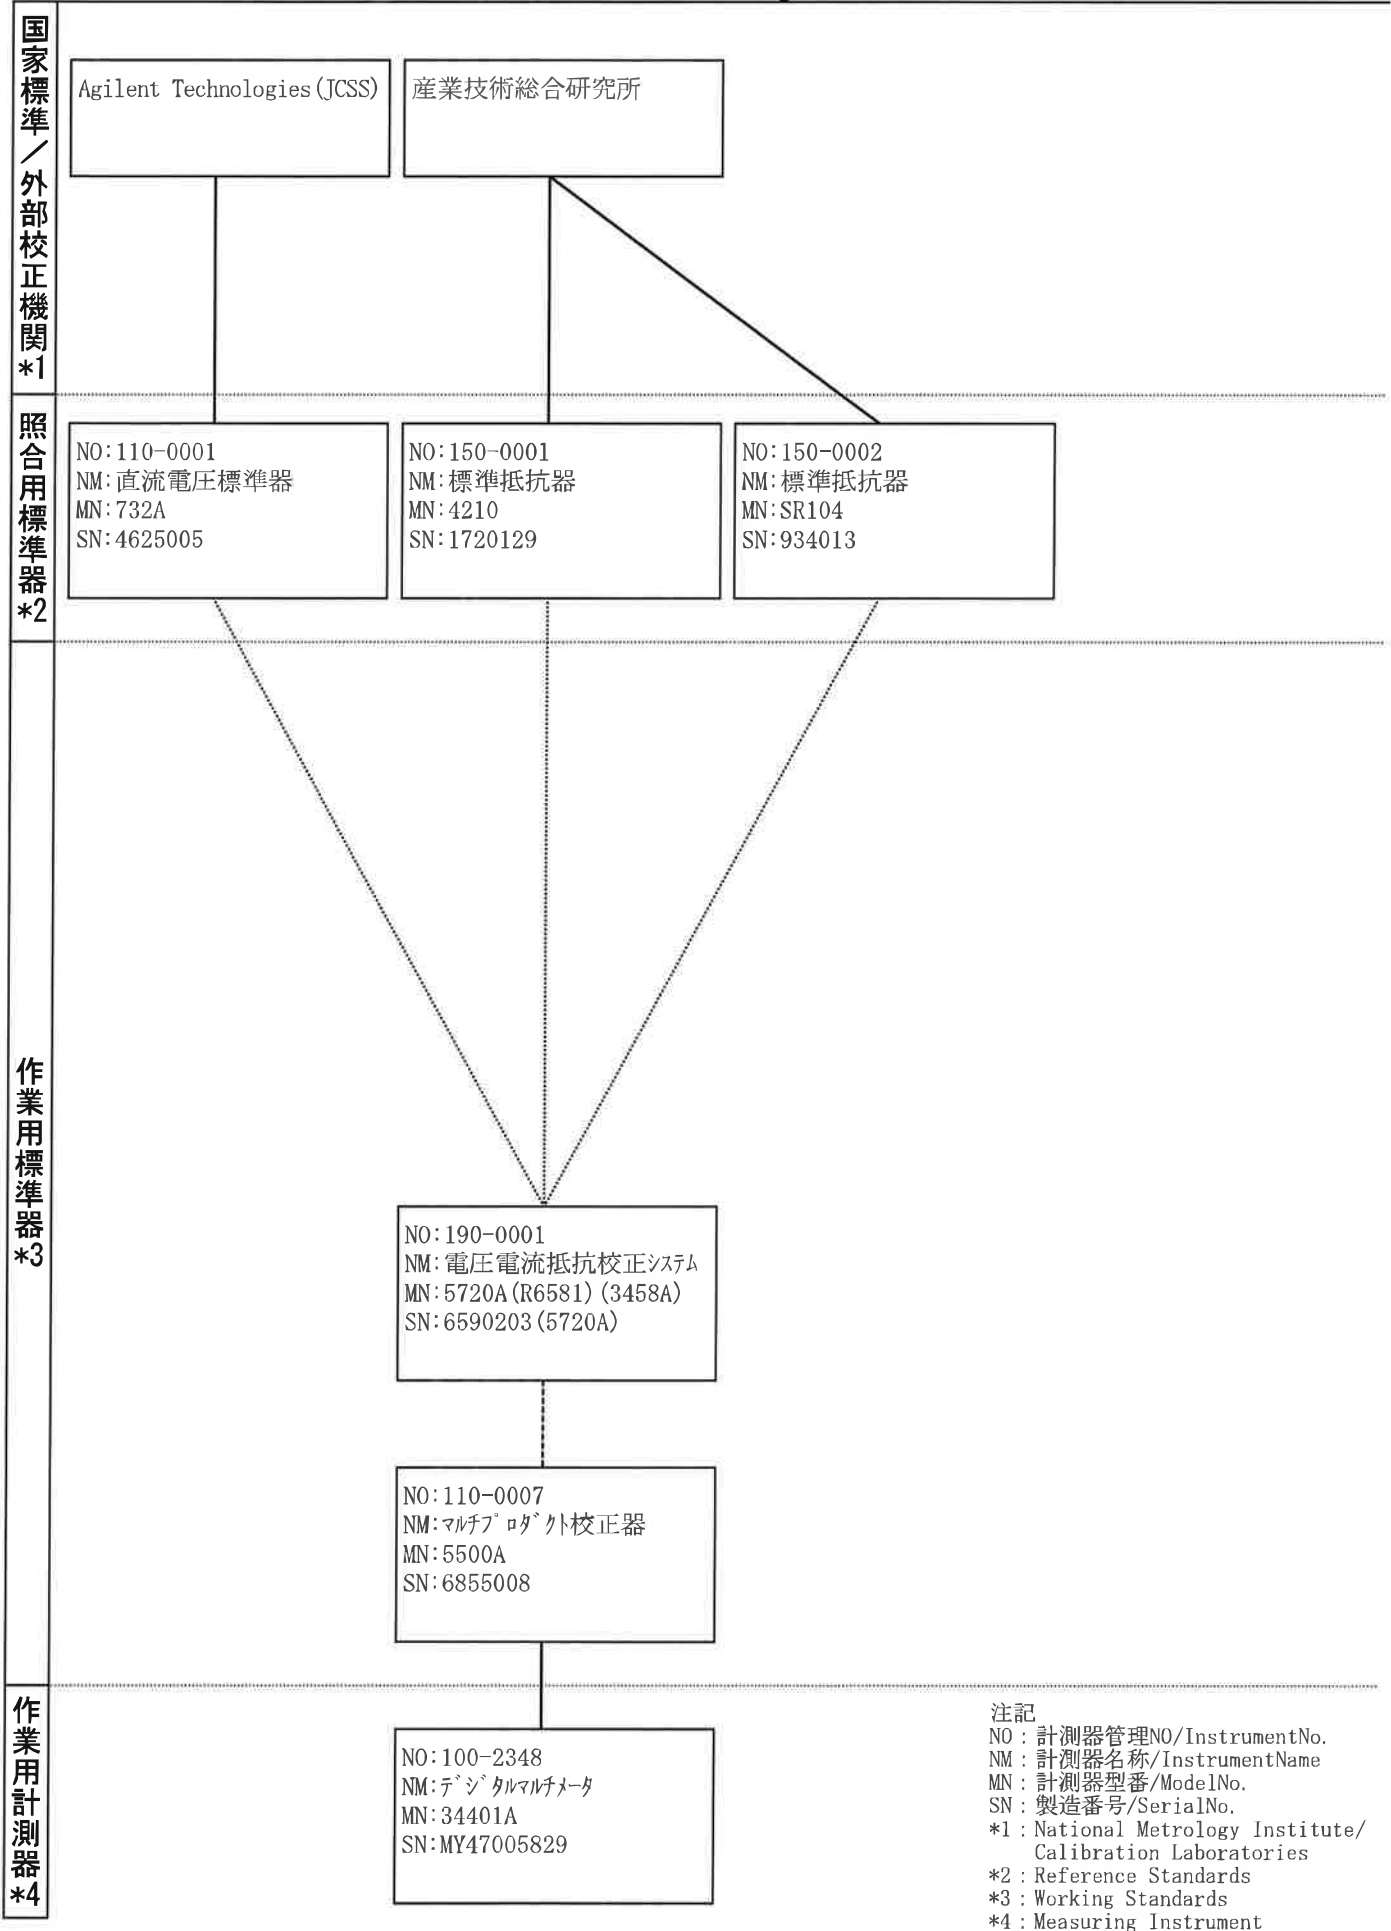 国家標準／外部校正機関*1
Agilent Technologies(JCSS)
産業技術総合研究所
照合用標準器*2
NO:110-0001
NM:直流電圧標準器
MN:732A
SN:4625005
NO:150-0001
NM:標準抵抗器
MN:4210
SN:1720129
NO:150-0002
NM:標準抵抗器
MN:SR104
SN:934013
作業用標準器*3
NO:190-0001
NM:電圧電流抵抗校正ｼｽﾃﾑ
MN:5720A(R6581)(3458A)
SN:6590203(5720A)
NO:110-0007
NM:ﾏﾙﾁﾌﾟﾛﾀﾞｸﾄ校正器
MN:5500A
SN:6855008
作業用計測器*4
NO:100-2348
NM:ﾃﾞｼﾞﾀﾙﾏﾙﾁﾒｰﾀ
MN:34401A
SN:MY47005829
注記
NO：計測器管理NO/InstrumentNo.
NM：計測器名称/InstrumentName
MN：計測器型番/ModelNo.
SN：製造番号/SerialNo.
*1：National Metrology Institute/
Calibration Laboratories
*2：Reference Standards
*3：Working Standards
*4：Measuring Instrument